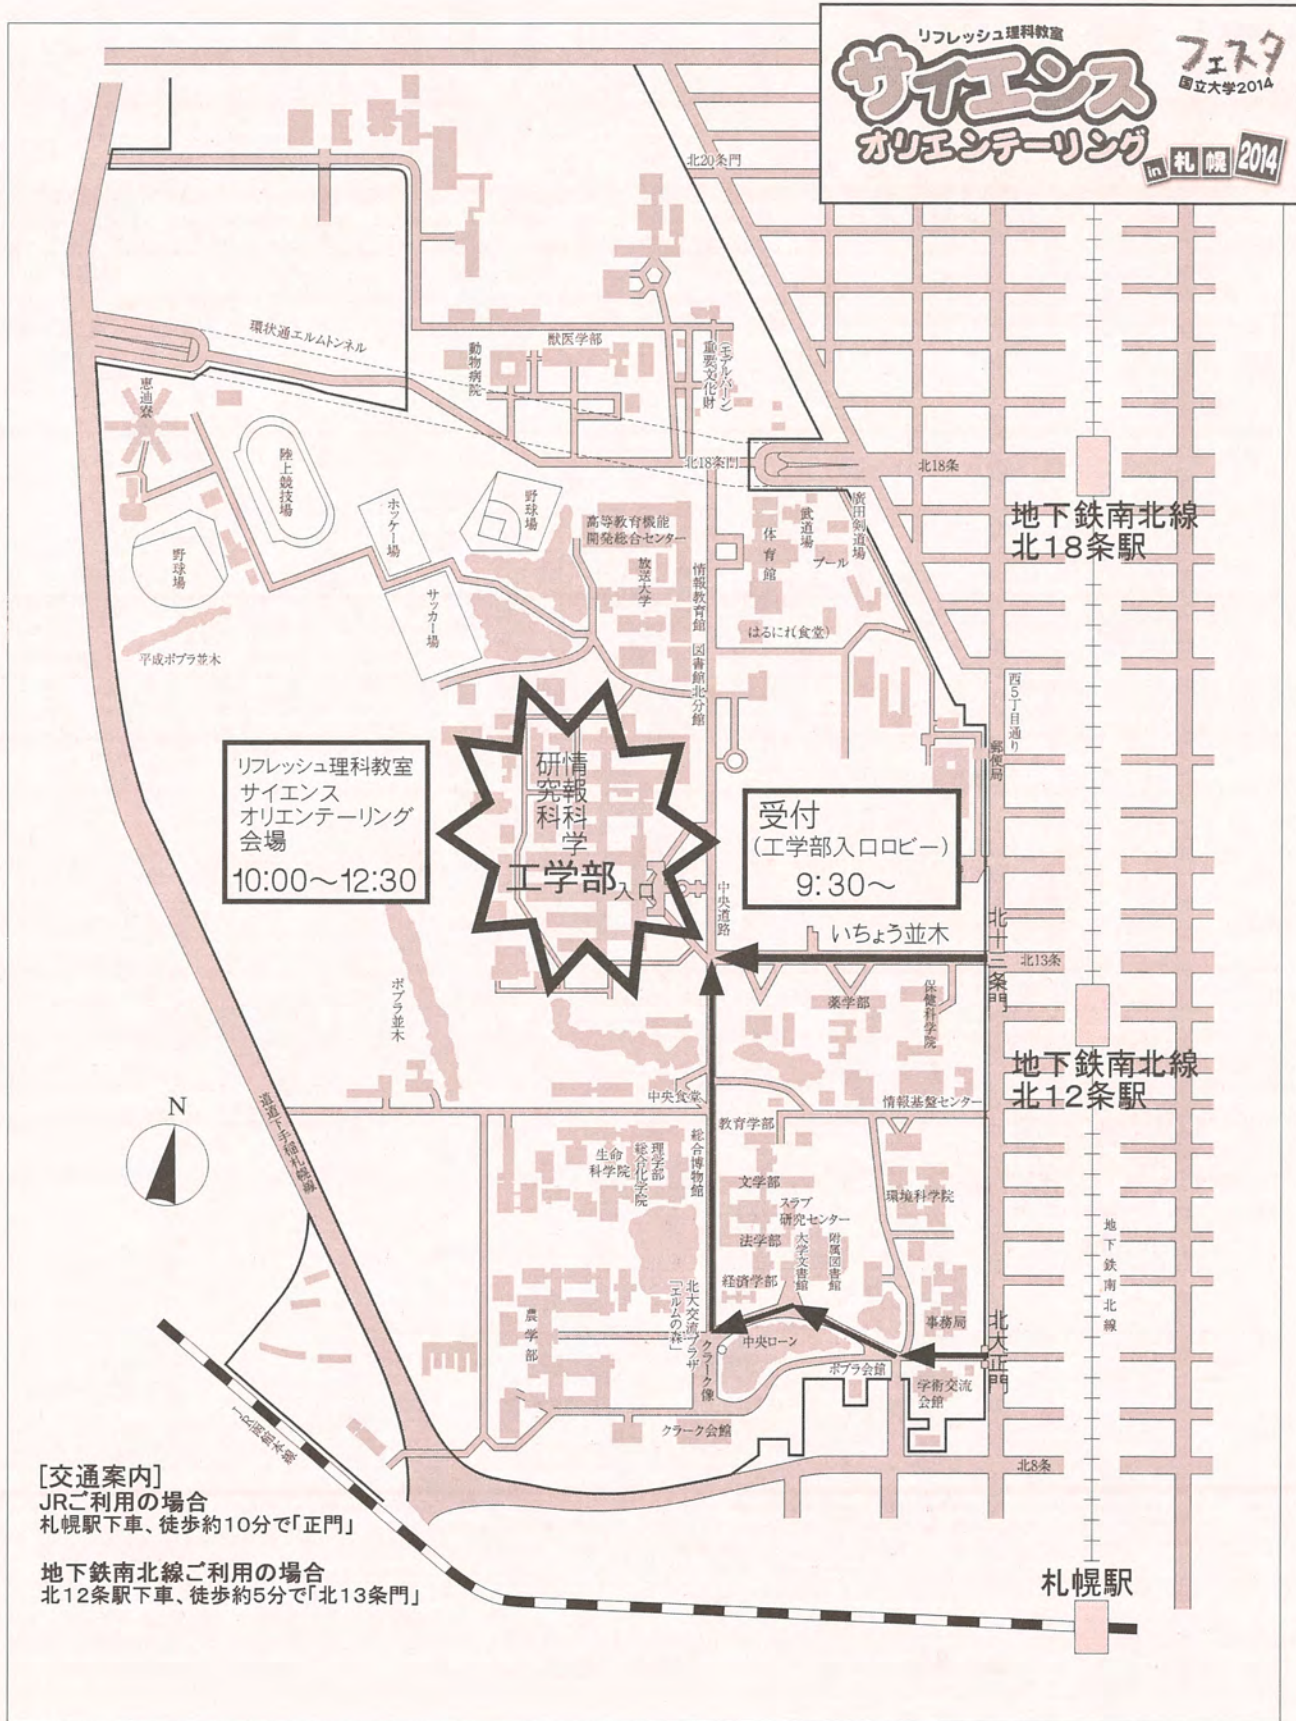 リフレッシュ理科教室
サイエンス
オリエンテーリング
in 札幌 2014
フェスタ
国立大学2014
北20条門
環状通エルムトンネル
動物病院
獣医学部
重要文化財
(モデルバーン)
恵迪寮
陸上競技場
ホッケー場
野球場
野球場
サッカー場
平成ポプラ並木
高等教育機能
開発総合センター
放送大学
情報教育館
図書館北分館
北18条門
北18条
体育館
武道場
廣田剣道場
プール
はるにれ(食堂)
地下鉄南北線
北18条駅
西5丁目通り
郵便局
リフレッシュ理科教室
サイエンス
オリエンテーリング
会場
10:00～12:30
情報科学
研究科
工学部
入口
受付
(工学部入口ロビー)
9:30～
中央道路
いちょう並木
北十三条門
北13条
ポプラ並木
薬学部
保健科学院
地下鉄南北線
北12条駅
中央食堂
情報基盤センター
教育学部
N
道道下手稲札幌線
生命
科学院
理学部
総合化学院
総合博物館
文学部
スラブ
研究センター
環境科学院
法学部
大学文書館
附属図書館
経済学部
地下鉄南北線
農学部
北大交流プラザ
「エルムの森」
クラーク像
中央ローン
事務局
北大正門
ポプラ会館
学術交流
会館
クラーク会館
北8条
JR函館本線
[交通案内]
JRご利用の場合
札幌駅下車、徒歩約10分で「正門」
地下鉄南北線ご利用の場合
北12条駅下車、徒歩約5分で「北13条門」
札幌駅